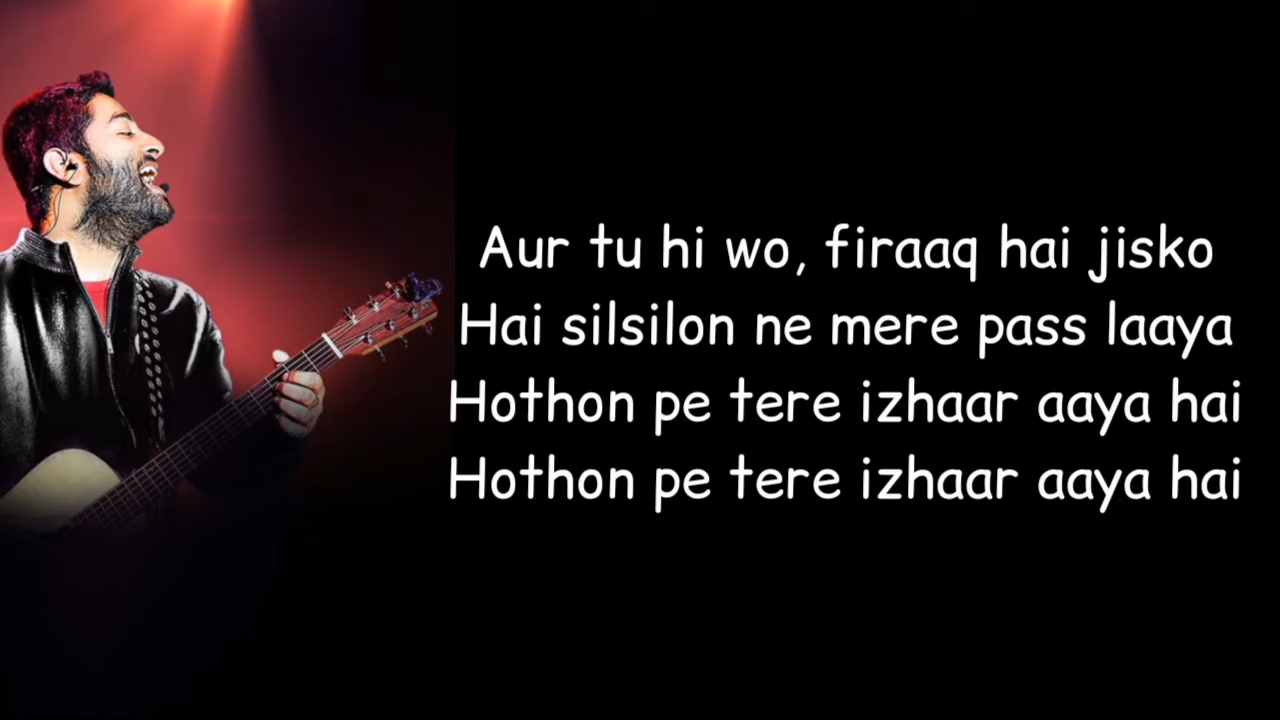 Aur tu hi wo, firaaq hai jisko
Hai silsilon ne mere pass laaya
Hothon pe tere izhaar aaya hai
Hothon pe tere izhaar aaya hai